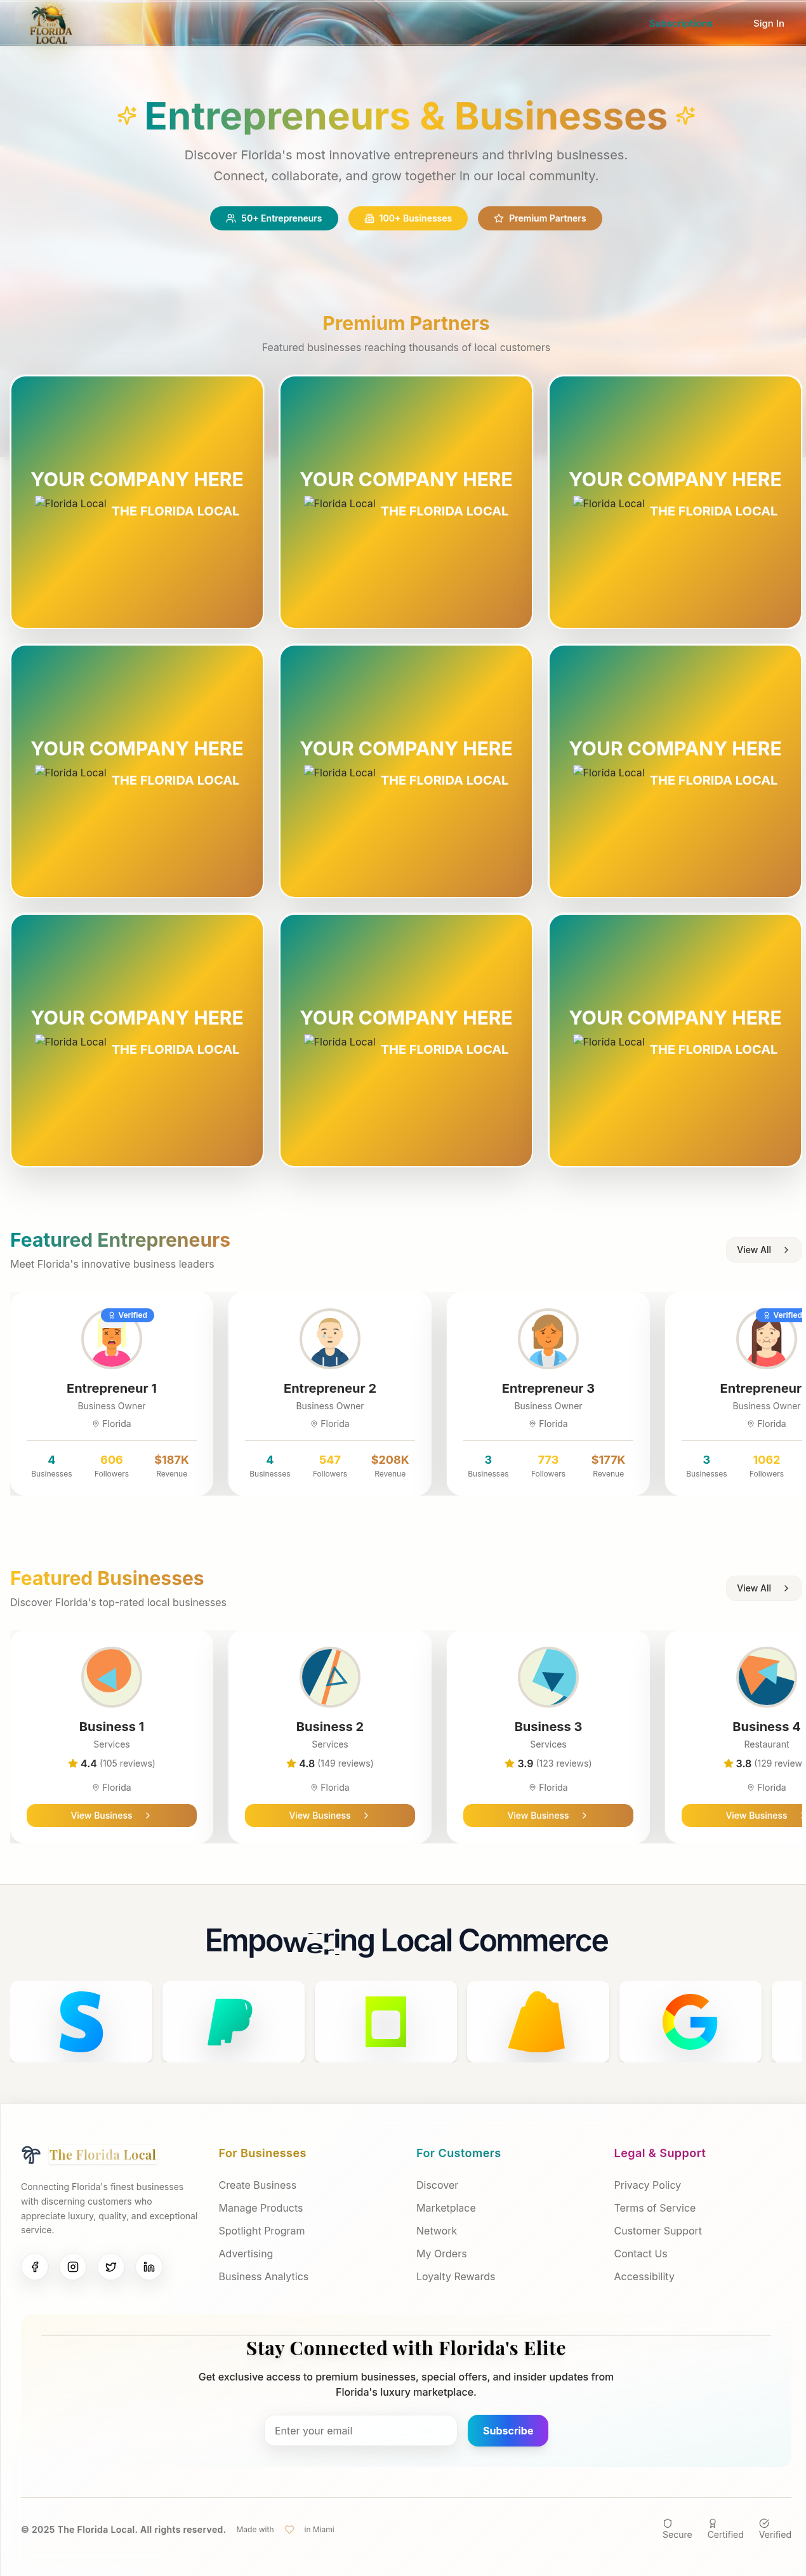 The
FLORIDA
LOCAL
Subscriptions
Sign In
Entrepreneurs & Businesses
Discover Florida's most innovative entrepreneurs and thriving businesses.
Connect, collaborate, and grow together in our local community.
50+ Entrepreneurs
100+ Businesses
Premium Partners
Premium Partners
Featured businesses reaching thousands of local customers
YOUR COMPANY HERE
Florida Local THE FLORIDA LOCAL
YOUR COMPANY HERE
Florida Local THE FLORIDA LOCAL
YOUR COMPANY HERE
Florida Local THE FLORIDA LOCAL
YOUR COMPANY HERE
Florida Local THE FLORIDA LOCAL
YOUR COMPANY HERE
Florida Local THE FLORIDA LOCAL
YOUR COMPANY HERE
Florida Local THE FLORIDA LOCAL
YOUR COMPANY HERE
Florida Local THE FLORIDA LOCAL
YOUR COMPANY HERE
Florida Local THE FLORIDA LOCAL
YOUR COMPANY HERE
Florida Local THE FLORIDA LOCAL
Featured Entrepreneurs
Meet Florida's innovative business leaders
View All
Verified
Entrepreneur 1
Business Owner
Florida
4 606 $187K
Businesses Followers Revenue
Entrepreneur 2
Business Owner
Florida
4 547 $208K
Businesses Followers Revenue
Entrepreneur 3
Business Owner
Florida
3 773 $177K
Businesses Followers Revenue
Verified
Entrepreneur
Business Owner
Florida
3 1062
Businesses Followers
Featured Businesses
Discover Florida's top-rated local businesses
View All
Business 1
Services
4.4 (105 reviews)
Florida
View Business
Business 2
Services
4.8 (149 reviews)
Florida
View Business
Business 3
Services
3.9 (123 reviews)
Florida
View Business
Business 4
Restaurant
3.8 (129 review
Florida
View Business
Empowering Local Commerce
The Florida Local
Connecting Florida's finest businesses
with discerning customers who
appreciate luxury, quality, and exceptional
service.
For Businesses
Create Business
Manage Products
Spotlight Program
Advertising
Business Analytics
For Customers
Discover
Marketplace
Network
My Orders
Loyalty Rewards
Legal & Support
Privacy Policy
Terms of Service
Customer Support
Contact Us
Accessibility
Stay Connected with Florida's Elite
Get exclusive access to premium businesses, special offers, and insider updates from
Florida's luxury marketplace.
Enter your email
Subscribe
© 2025 The Florida Local. All rights reserved.
Made with in Miami
Secure
Certified
Verified